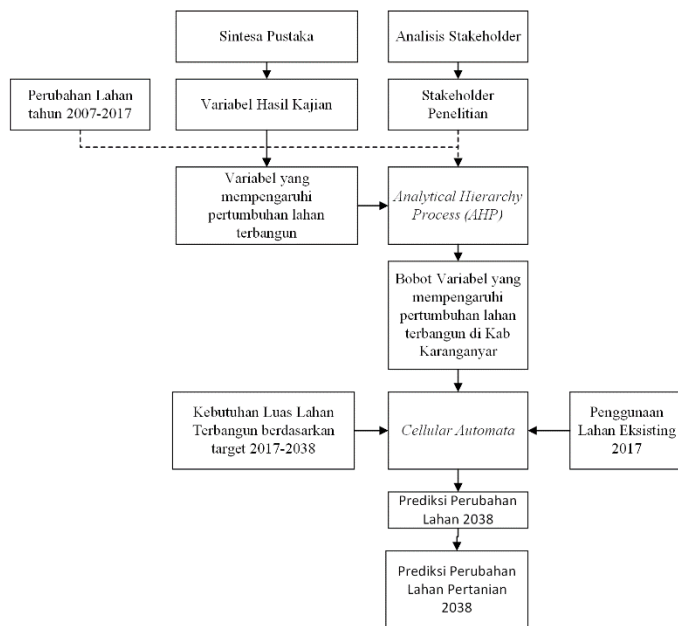 Sintesa Pustaka
Analisis Stakeholder
Perubahan Lahan
tahun 2007-2017
Variabel Hasil Kajian
Stakeholder
Penelitian
Variabel yang
mempengaruhi
pertumbuhan lahan
terbangun
Analytical Hierarchy
Process (AHP)
Bobot Variabel yang
mempengaruhi
pertumbuhan lahan
terbangun di Kab
Karanganyar
Kebutuhan Luas Lahan
Terbangun berdasarkan
target 2017-2038
Cellular Automata
Penggunaan
Lahan Eksisting
2017
Prediksi Perubahan
Lahan 2038
Prediksi Perubahan
Lahan Pertanian
2038